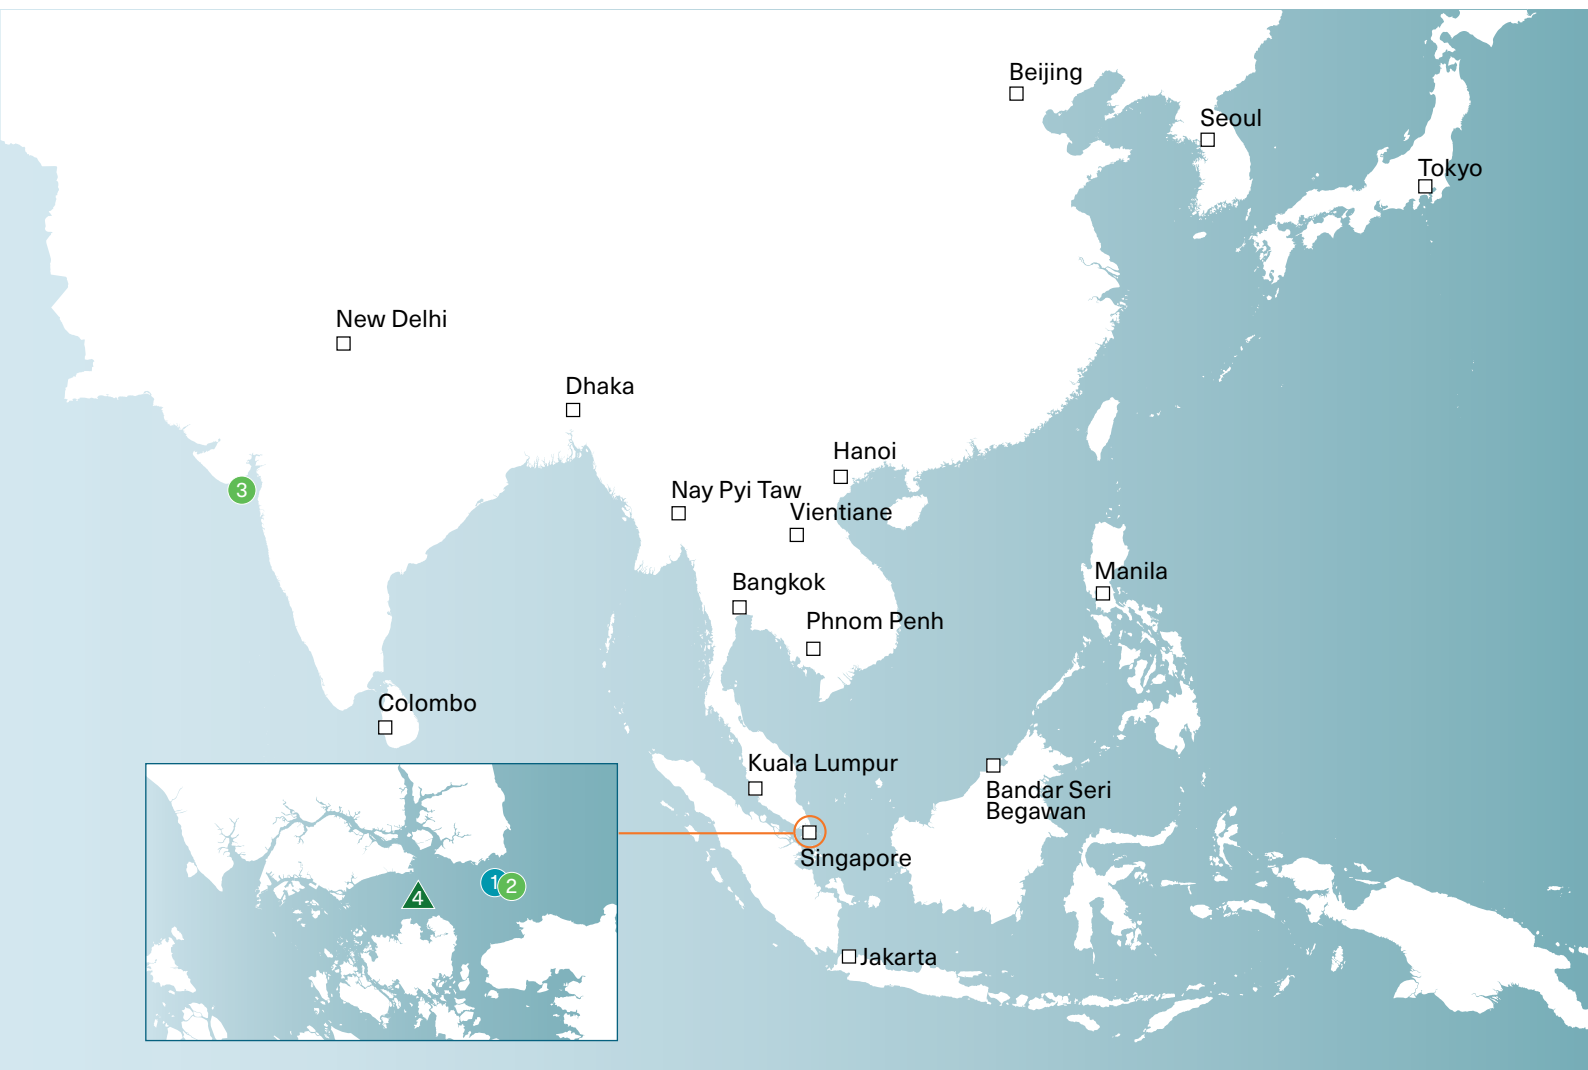 Beijing
Seoul
Tokyo
New Delhi
Dhaka
Hanoi
3
Nay Pyi Taw
Vientiane
Bangkok
Manila
Phnom Penh
Colombo
Kuala Lumpur
Bandar Seri
Begawan
Singapore
1
2
4
Jakarta